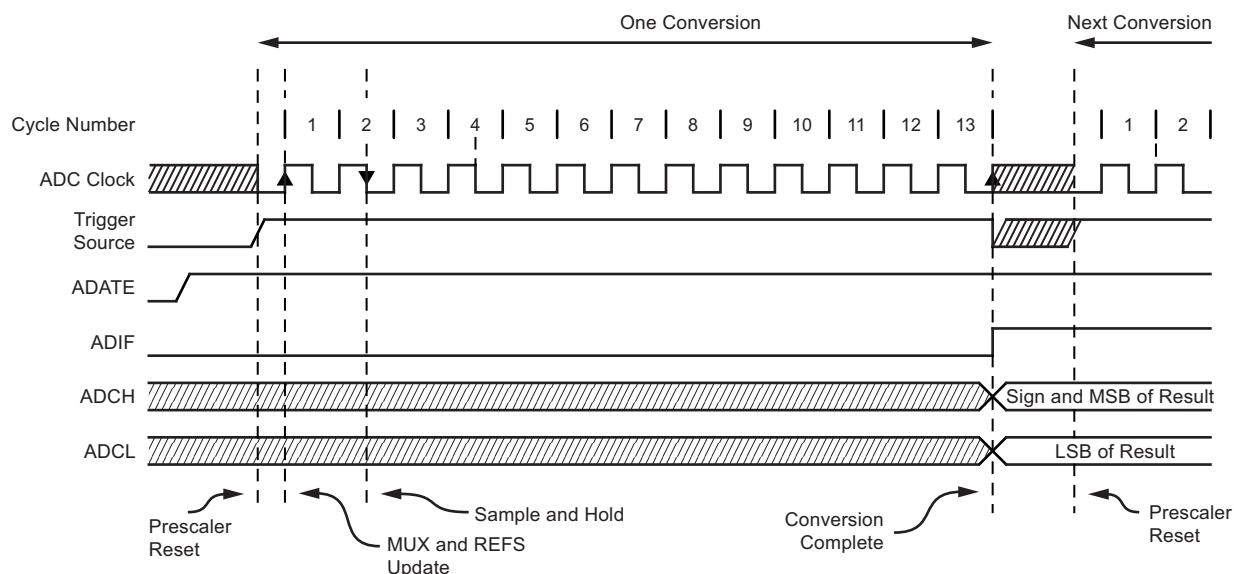 One Conversion
Next Conversion
Cycle Number
1 2 3 4 5 6 7 8 9 10 11 12 13 1 2
ADC Clock
Trigger
Source
ADATE
ADIF
ADCH
Sign and MSB of Result
ADCL
LSB of Result
Prescaler
Reset
MUX and REFS
Update
Sample and Hold
Conversion
Complete
Prescaler
Reset